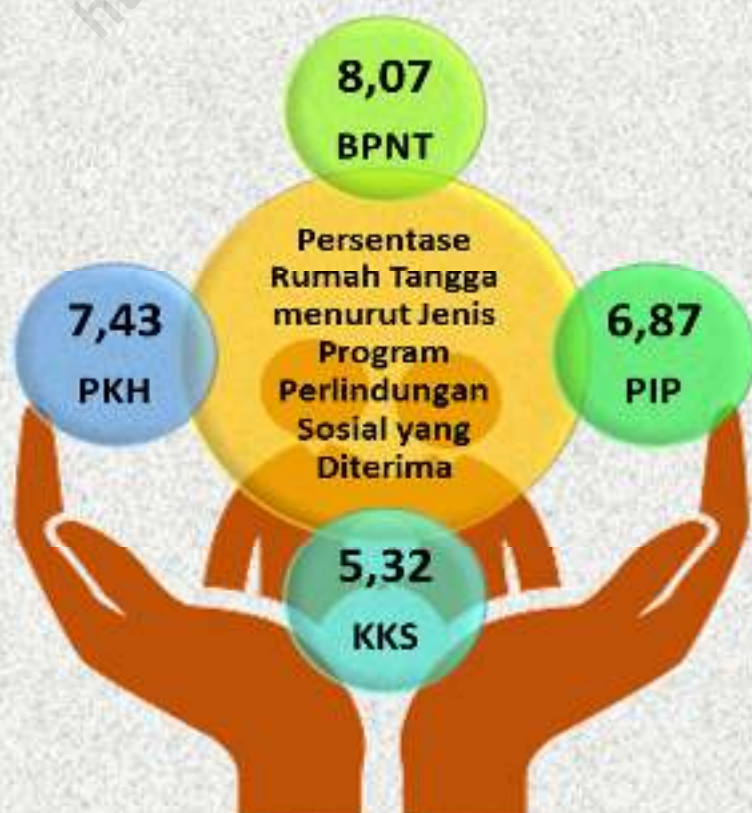 8,07
BPNT
Persentase
Rumah Tangga
menurut Jenis
Program
Perlindungan
Sosial yang
Diterima
7,43
PKH
6,87
PIP
5,32
KKS